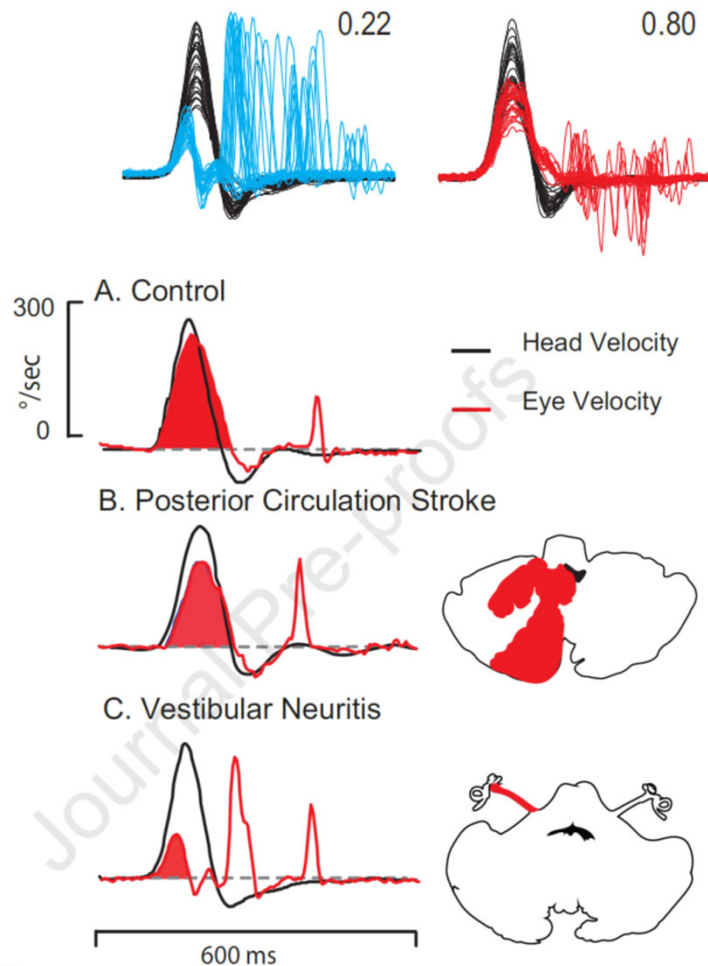 0.22
0.80
A. Control
300
°/sec
0
Head Velocity
Eye Velocity
Journal Pre-proofs
B. Posterior Circulation Stroke
C. Vestibular Neuritis
600 ms